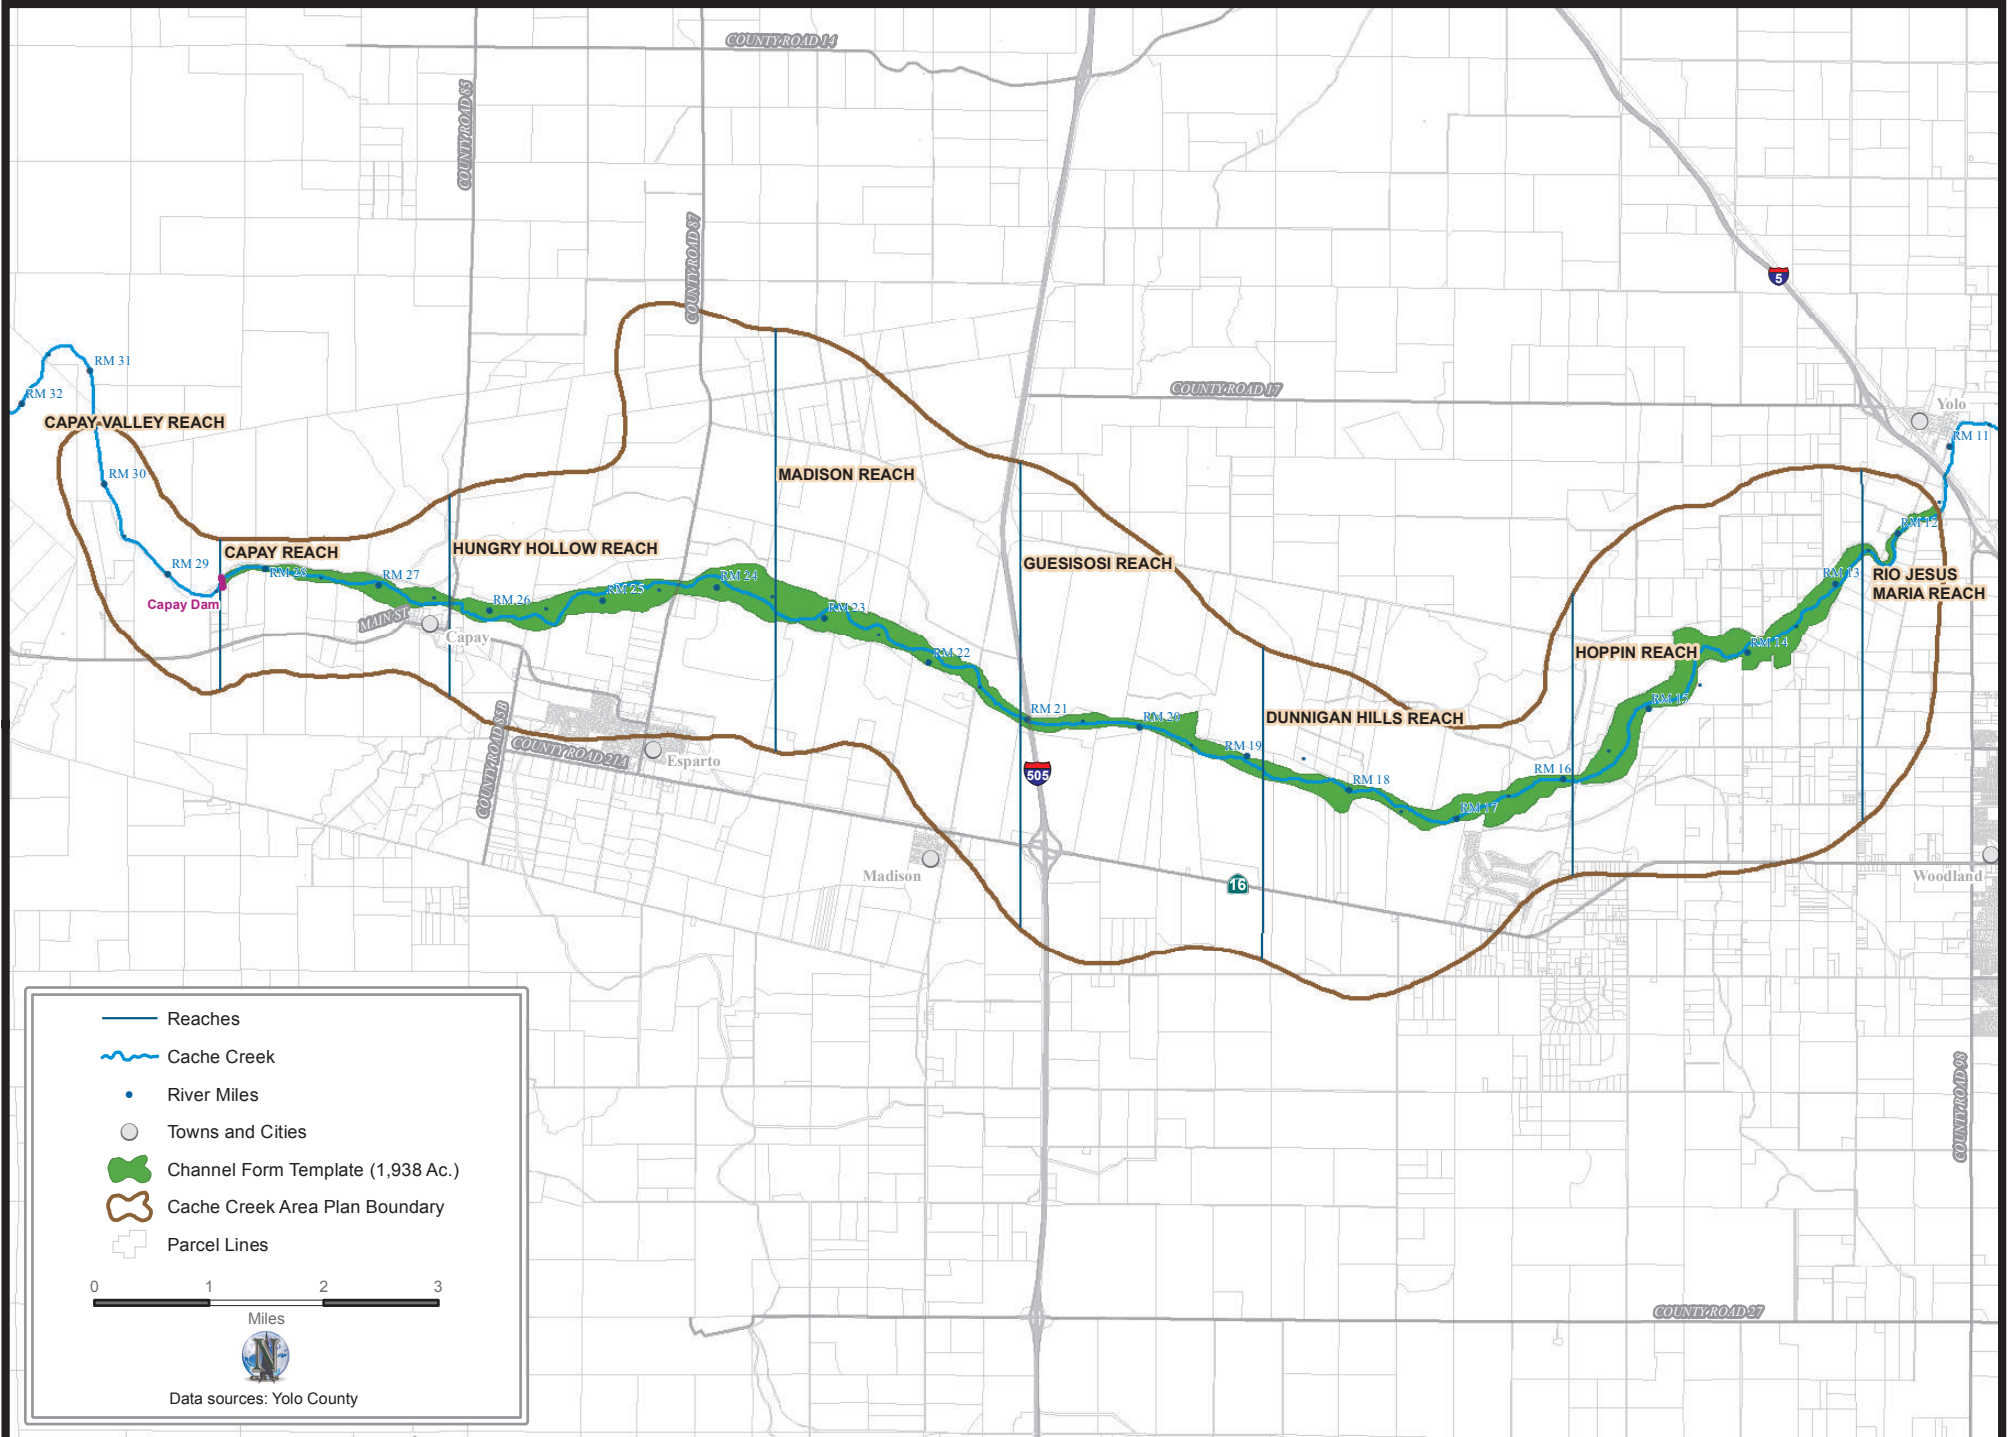 COUNTY ROAD 14
COUNTY ROAD 85
COUNTY ROAD 87
5
RM 31
RM 32
COUNTY ROAD 17
Yolo
CAPAY VALLEY REACH
RM 11
RM 30
MADISON REACH
RM 12
CAPAY REACH
HUNGRY HOLLOW REACH
RM 29
RM 28
RM 27
RM 24
GUESISOSI REACH
RM 13
RIO JESUS
MARIA REACH
Capay Dam
RM 26
RM 25
RM 23
MAIN ST
Capay
RM 22
HOPPIN REACH
RM 14
RM 15
RM 21
RM 20
DUNNIGAN HILLS REACH
COUNTY ROAD 85B
COUNTY ROAD 21A
Esparto
RM 19
505
RM 18
RM 16
RM 17
Madison
16
Woodland
Reaches
Cache Creek
River Miles
Towns and Cities
Channel Form Template (1,938 Ac.)
Cache Creek Area Plan Boundary
Parcel Lines
0 1 2 3
Miles
N
Data sources: Yolo County
COUNTY ROAD 98
COUNTY ROAD 27